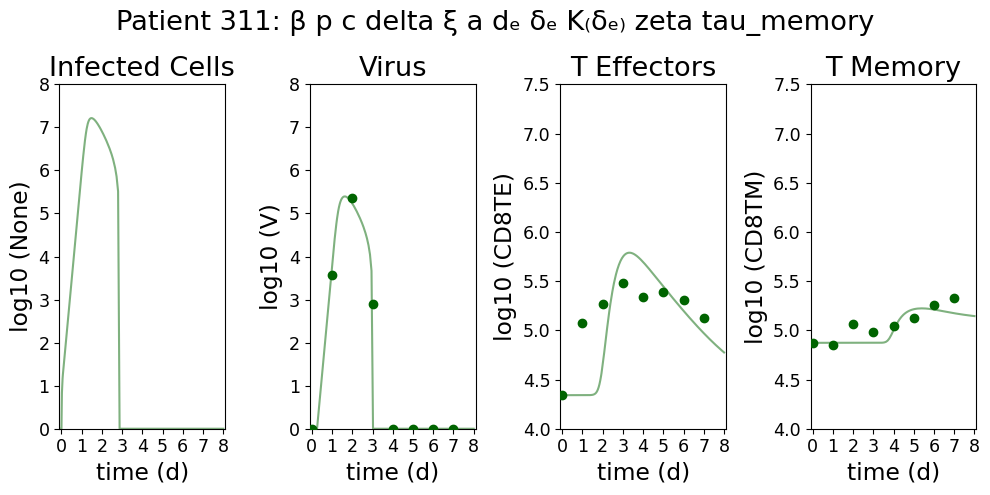 Patient 311: β p c delta ξ a dₑ δₑ K₍δₑ₎ zeta tau_memory
Infected Cells
Virus
T Effectors
T Memory
log10 (None)
8
7
6
5
4
3
2
1
0
0 1 2 3 4 5 6 7 8
time (d)
log10 (V)
8
7
6
5
4
3
2
1
0
0 1 2 3 4 5 6 7 8
time (d)
log10 (CD8TE)
7.5
7.0
6.5
6.0
5.5
5.0
4.5
4.0
0 1 2 3 4 5 6 7 8
time (d)
log10 (CD8TM)
7.5
7.0
6.5
6.0
5.5
5.0
4.5
4.0
0 1 2 3 4 5 6 7 8
time (d)